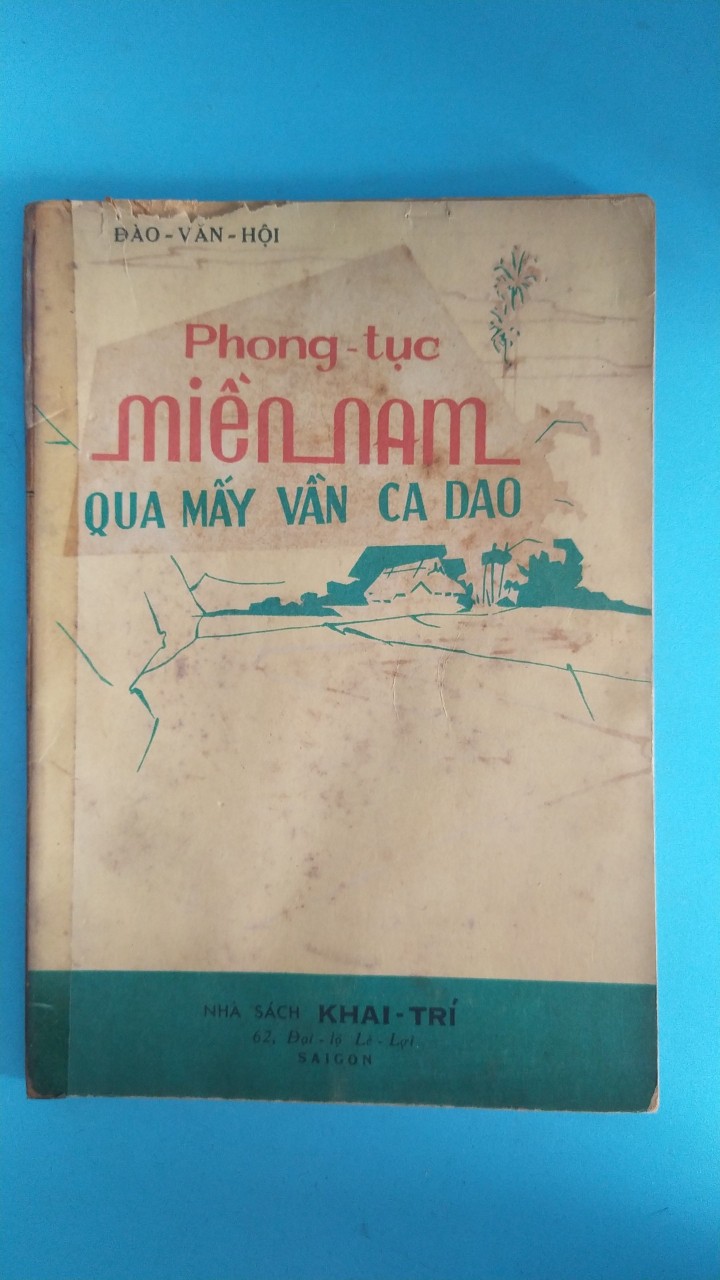 ĐÀO-VĂN-HỘI
Phong-tục
miền NAM
QUA MẤY VẦN CA DAO
NHÀ SÁCH KHAI-TRÍ
62, Đại-lộ Lê-Lợi
SAIGON